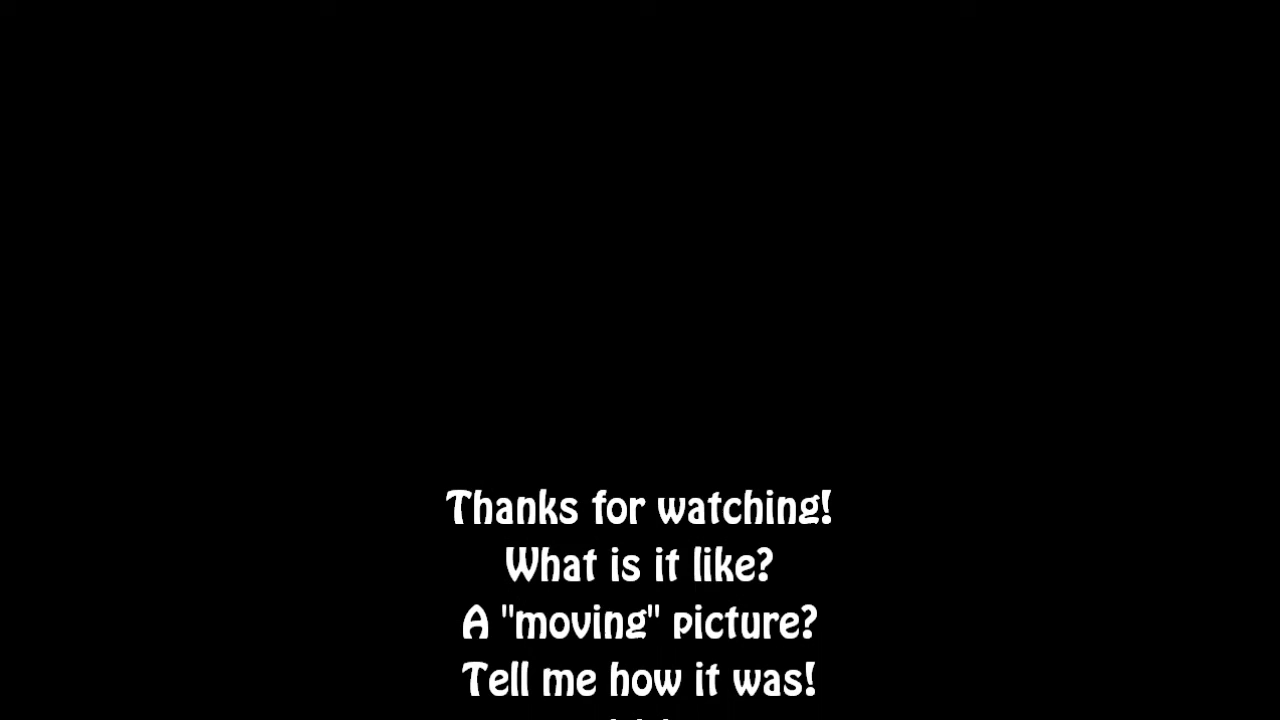 Thanks for watching!
What is it like?
A "moving" picture?
Tell me how it was!